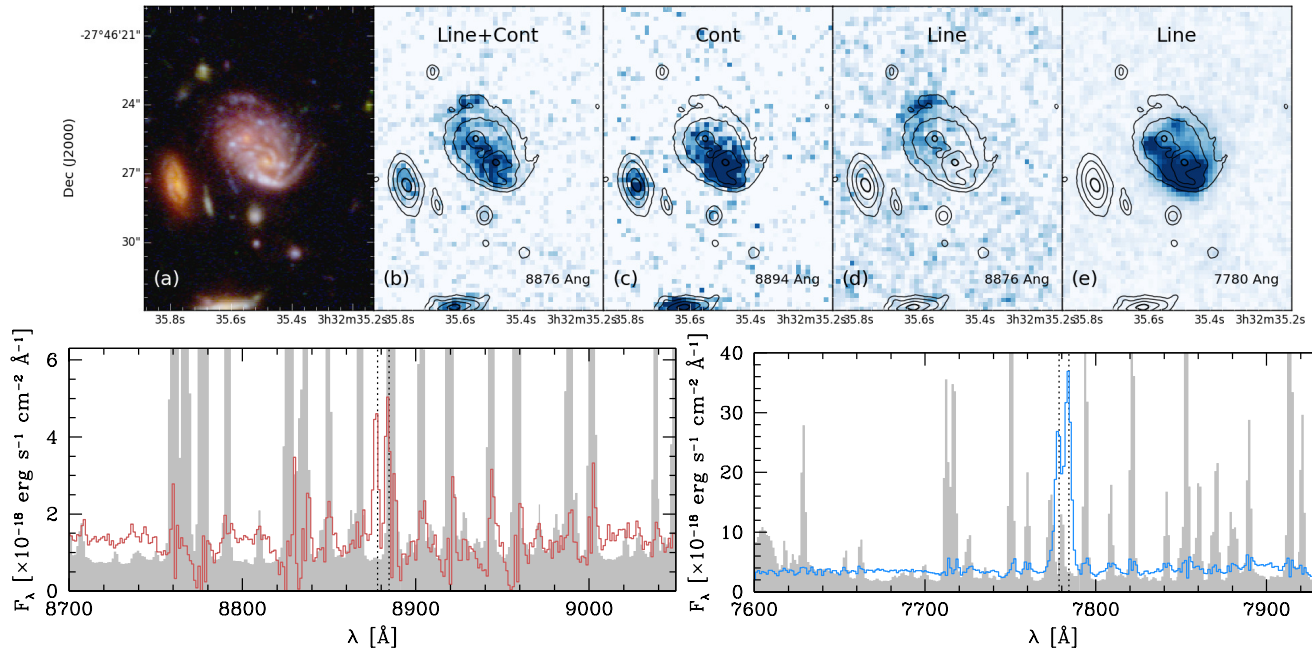 Line+Cont Cont Line Line
-27°46'21"
24"
27"
30"
Dec (J2000)
(a) (b) 8876 Ang (c) 8894 Ang (d) 8876 Ang (e) 7780 Ang
35.8s 35.6s 35.4s 3h32m35.2s 35.8s 35.6s 35.4s 3h32m35.2s 35.8s 35.6s 35.4s 3h32m35.2s 35.8s 35.6s 35.4s 3h32m35.2s 35.8s 35.6s 35.4s 3h32m35.2s
F_λ [×10⁻¹⁸ erg s⁻¹ cm⁻² Å⁻¹]
6
4
2
0
8700 8800 8900 9000
λ [Å]
F_λ [×10⁻¹⁸ erg s⁻¹ cm⁻² Å⁻¹]
40
30
20
10
0
7600 7700 7800 7900
λ [Å]